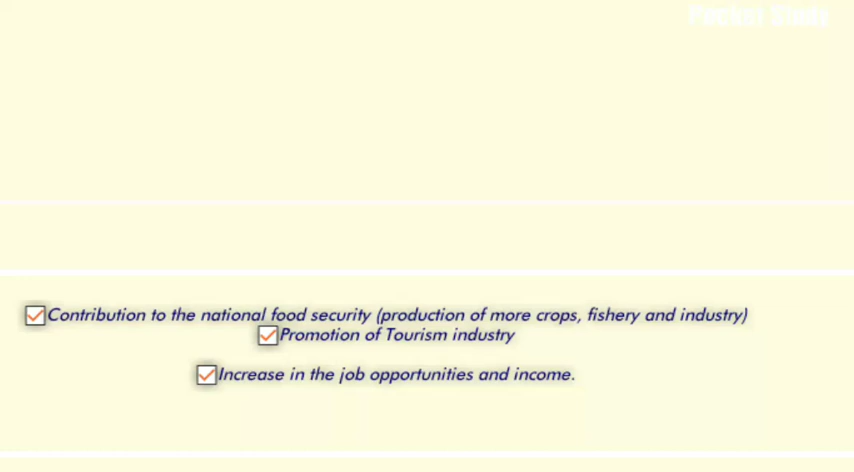 Contribution to the national food security (production of more crops, fishery and industry)
Promotion of Tourism industry
Increase in the job opportunities and income.